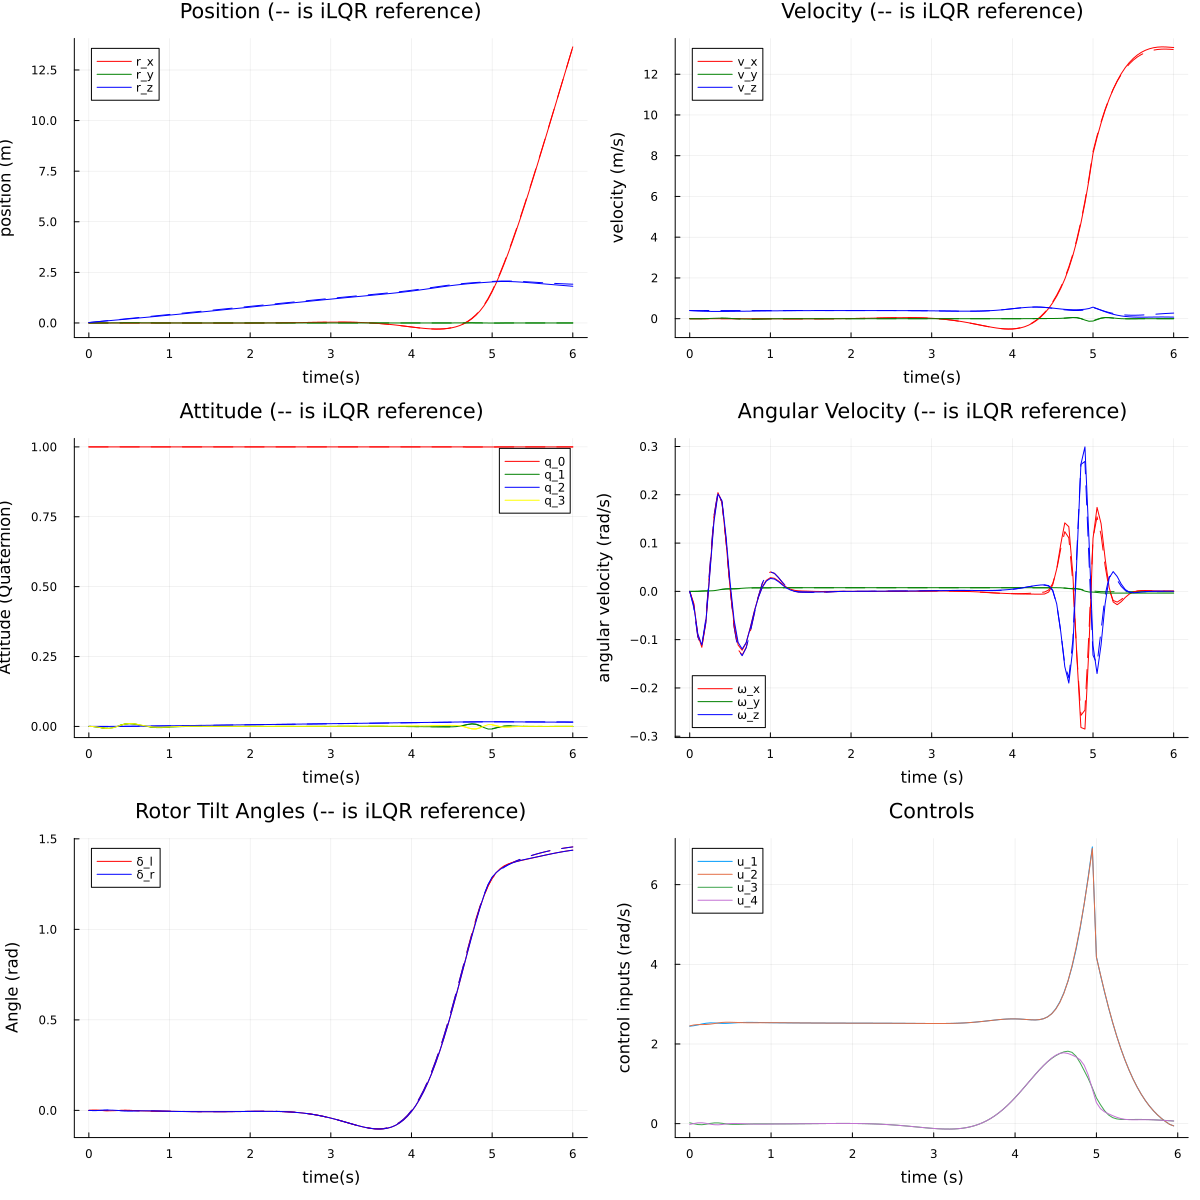 Position (-- is iLQR reference)
position (m)
12.5
10.0
7.5
5.0
2.5
0.0
r_x
r_y
r_z
0 1 2 3 4 5 6
time(s)
Velocity (-- is iLQR reference)
velocity (m/s)
12
10
8
6
4
2
0
v_x
v_y
v_z
0 1 2 3 4 5 6
time(s)
Attitude (-- is iLQR reference)
Attitude (Quaternion)
1.00
0.75
0.50
0.25
0.00
q_0
q_1
q_2
q_3
0 1 2 3 4 5 6
time(s)
Angular Velocity (-- is iLQR reference)
angular velocity (rad/s)
0.3
0.2
0.1
0.0
−0.1
−0.2
−0.3
ω_x
ω_y
ω_z
0 1 2 3 4 5 6
time (s)
Rotor Tilt Angles (-- is iLQR reference)
Angle (rad)
1.5
1.0
0.5
0.0
δ_l
δ_r
0 1 2 3 4 5 6
time(s)
Controls
control inputs (rad/s)
6
4
2
0
u_1
u_2
u_3
u_4
0 1 2 3 4 5 6
time (s)